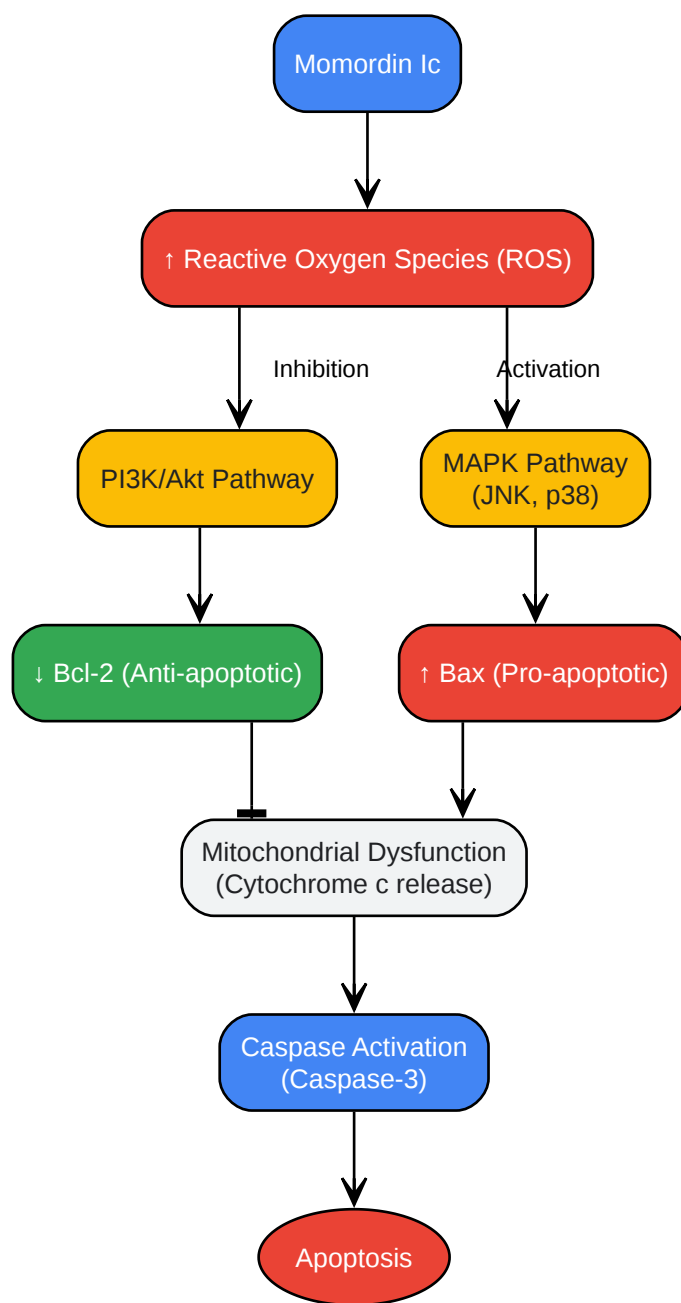 Momordin Ic
↑ Reactive Oxygen Species (ROS)
Inhibition
Activation
PI3K/Akt Pathway
MAPK Pathway
(JNK, p38)
↓ Bcl-2 (Anti-apoptotic)
↑ Bax (Pro-apoptotic)
Mitochondrial Dysfunction
(Cytochrome c release)
Caspase Activation
(Caspase-3)
Apoptosis